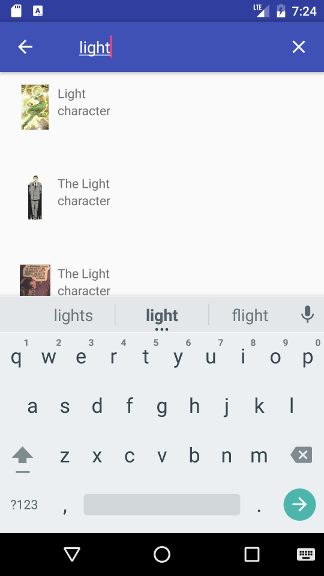 LTE 7:24
light
Light
character
The Light
character
The Light
character
lights light flight
1 2 3 4 5 6 7 8 9 0
q w e r t y u i o p
a s d f g h j k l
z x c v b n m
?123 , .